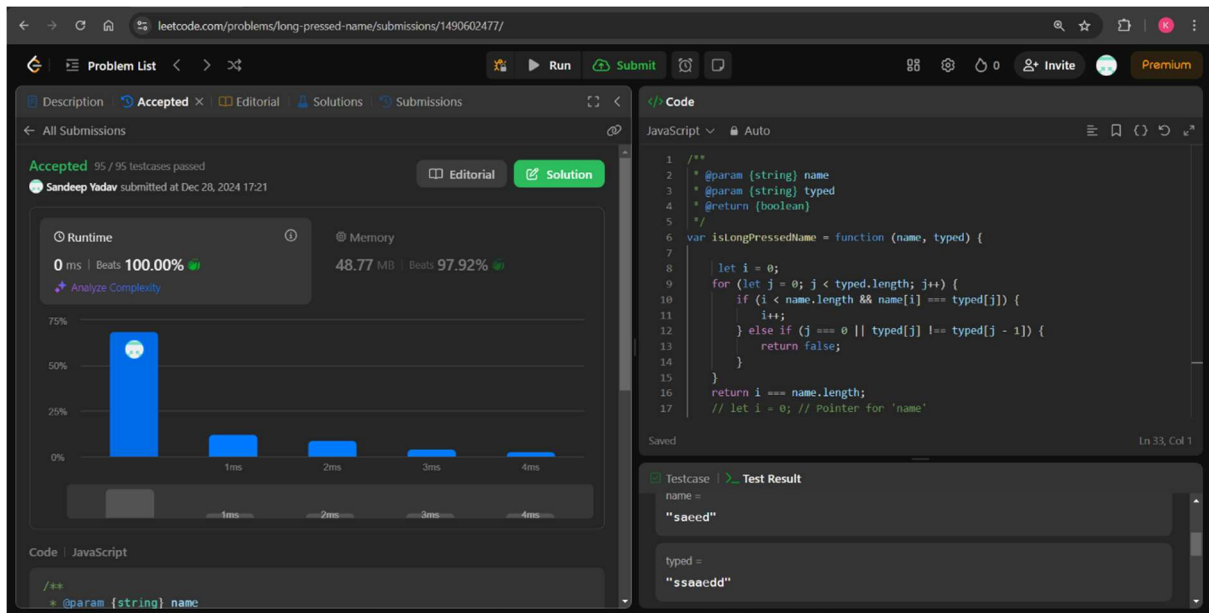 leetcode.com/problems/long-pressed-name/submissions/1490602477/
K
Problem List
Run
Submit
0
Invite
Premium
Description
Accepted
Editorial
Solutions
Submissions
All Submissions
Accepted 95 / 95 testcases passed
Sandeep Yadav submitted at Dec 28, 2024 17:21
Editorial
Solution
Runtime
0 ms | Beats 100.00%
Analyze Complexity
Memory
48.77 MB | Beats 97.92%
75%
50%
25%
0%
1ms 2ms 3ms 4ms
1ms 2ms 3ms 4ms
Code | JavaScript
/**
* @param {string} name
</> Code
JavaScript Auto
1 /**
2 * @param {string} name
3 * @param {string} typed
4 * @return {boolean}
5 */
6 var isLongPressedName = function (name, typed) {
7
8 let i = 0;
9 for (let j = 0; j < typed.length; j++) {
10 if (i < name.length && name[i] === typed[j]) {
11 i++;
12 } else if (j === 0 || typed[j] !== typed[j - 1]) {
13 return false;
14 }
15 }
16 return i === name.length;
17 // let i = 0; // Pointer for 'name'
Saved
Ln 33, Col 1
Testcase | >_ Test Result
name =
"saeed"
typed =
"ssaaedd"